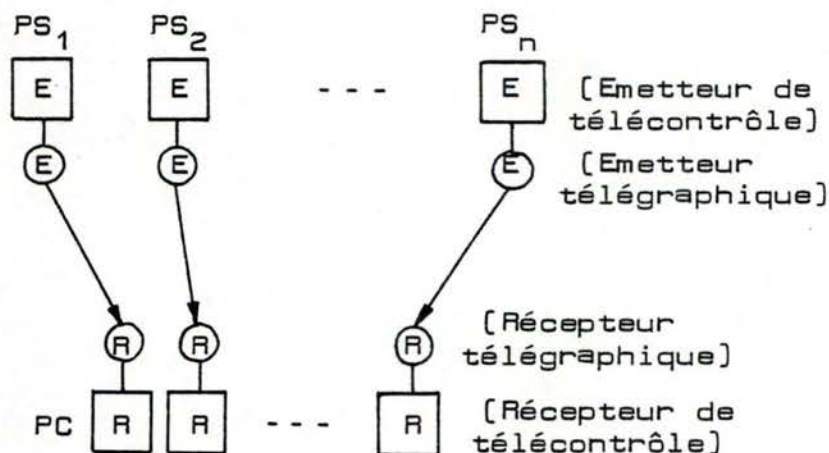 PS1 PS2 PSn
E E - - - E [Emetteur de
télécontrôle]
E E E [Emetteur
télégraphique]
R R R [Récepteur
télégraphique]
PC R R - - - R [Récepteur de
télécontrôle]